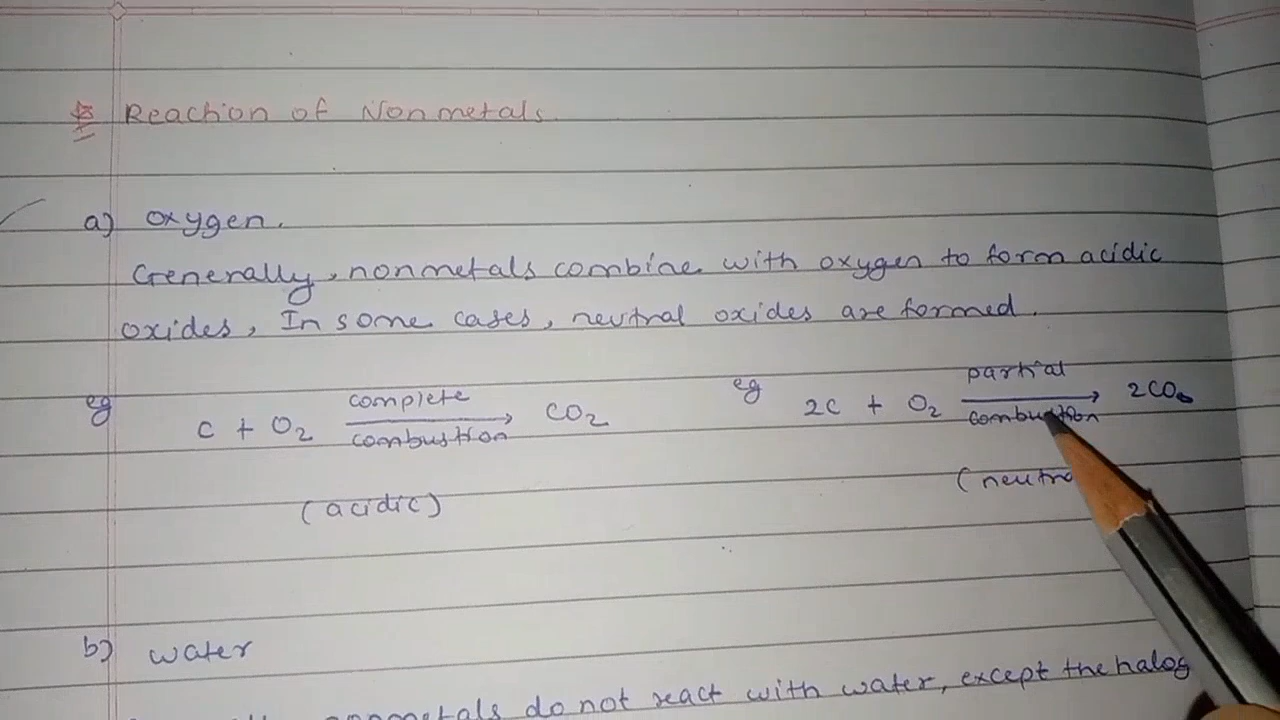 Reaction of Nonmetals
a) oxygen.
Generally, nonmetals combine with oxygen to form acidic
oxides, In some cases, neutral oxides are formed.
eg C + O2 complete combustion → CO2
(acidic)
eg 2C + O2 partial combustion → 2CO
(neutra
b) water
do not react with water, except the halog